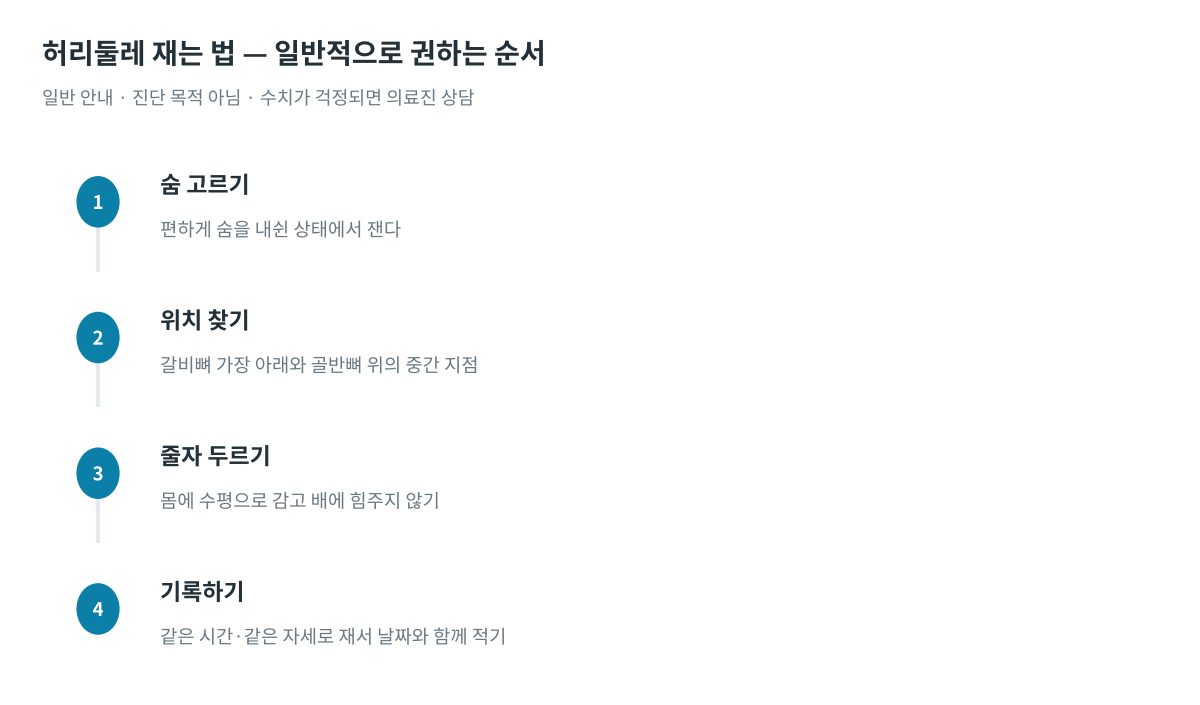 허리둘레 재는 법 — 일반적으로 권하는 순서
일반 안내 · 진단 목적 아님 · 수치가 걱정되면 의료진 상담
1
숨 고르기
편하게 숨을 내쉰 상태에서 잰다
2
위치 찾기
갈비뼈 가장 아래와 골반뼈 위의 중간 지점
3
줄자 두르기
몸에 수평으로 감고 배에 힘주지 않기
4
기록하기
같은 시간·같은 자세로 재서 날짜와 함께 적기